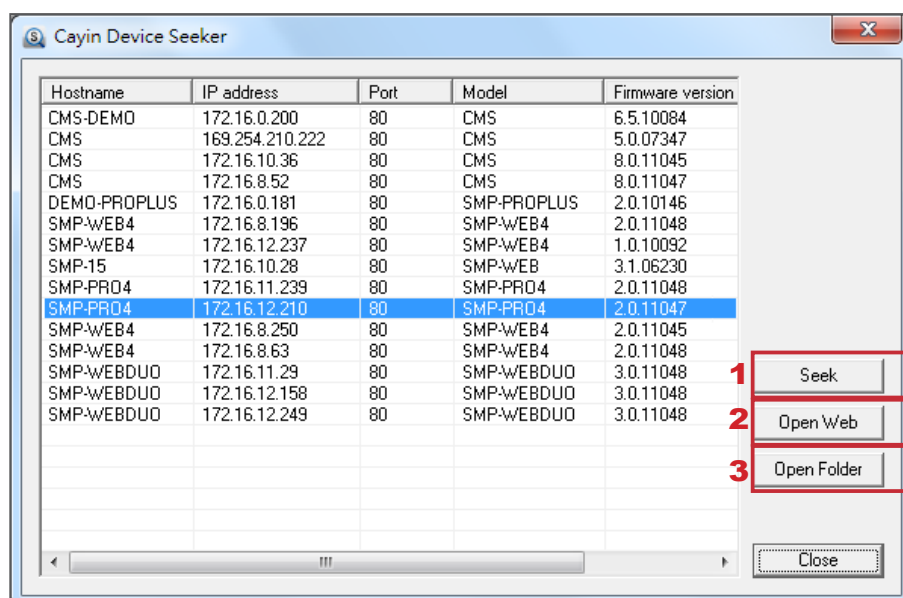 Cayin Device Seeker
Hostname IP address Port Model Firmware version
CMS-DEMO 172.16.0.200 80 CMS 6.5.10084
CMS 169.254.210.222 80 CMS 5.0.07347
CMS 172.16.10.36 80 CMS 8.0.11045
CMS 172.16.8.52 80 CMS 8.0.11047
DEMO-PROPLUS 172.16.0.181 80 SMP-PROPLUS 2.0.10146
SMP-WEB4 172.16.8.196 80 SMP-WEB4 2.0.11048
SMP-WEB4 172.16.12.237 80 SMP-WEB4 1.0.10092
SMP-15 172.16.10.28 80 SMP-WEB 3.1.06230
SMP-PRO4 172.16.11.239 80 SMP-PRO4 2.0.11048
SMP-PRO4 172.16.12.210 80 SMP-PRO4 2.0.11047
SMP-WEB4 172.16.8.250 80 SMP-WEB4 2.0.11045
SMP-WEB4 172.16.8.63 80 SMP-WEB4 2.0.11048
SMP-WEBDUO 172.16.11.29 80 SMP-WEBDUO 3.0.11048
SMP-WEBDUO 172.16.12.158 80 SMP-WEBDUO 3.0.11048
SMP-WEBDUO 172.16.12.249 80 SMP-WEBDUO 3.0.11048
1 Seek
2 Open Web
3 Open Folder
Close